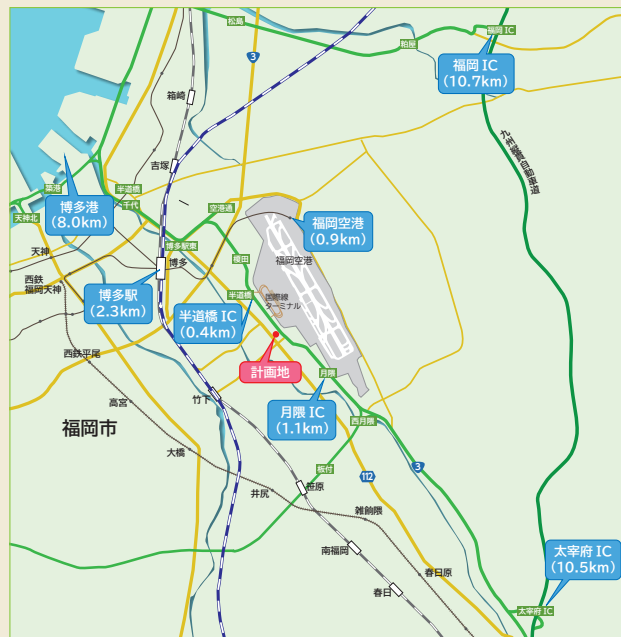 松島
福岡 IC
粕屋
福岡 IC
(10.7km)
3
箱崎
九州縦貫自動車道
吉塚
築港
半道橋
千代
天神北
博多港
(8.0km)
空港通
福岡空港
(0.9km)
天神
博多駅東
榎田
博多
福岡空港
西鉄
福岡天神
博多駅
(2.3km)
半道橋
国際線
ターミナル
半道橋 IC
(0.4km)
西鉄平尾
計画地
月隈
高宮
竹下
月隈 IC
(1.1km)
西月隈
福岡市
大橋
板付
3
112
井尻
笹原
雑餉隈
南福岡
春日原
春日
太宰府 IC
(10.5km)
太宰府 IC